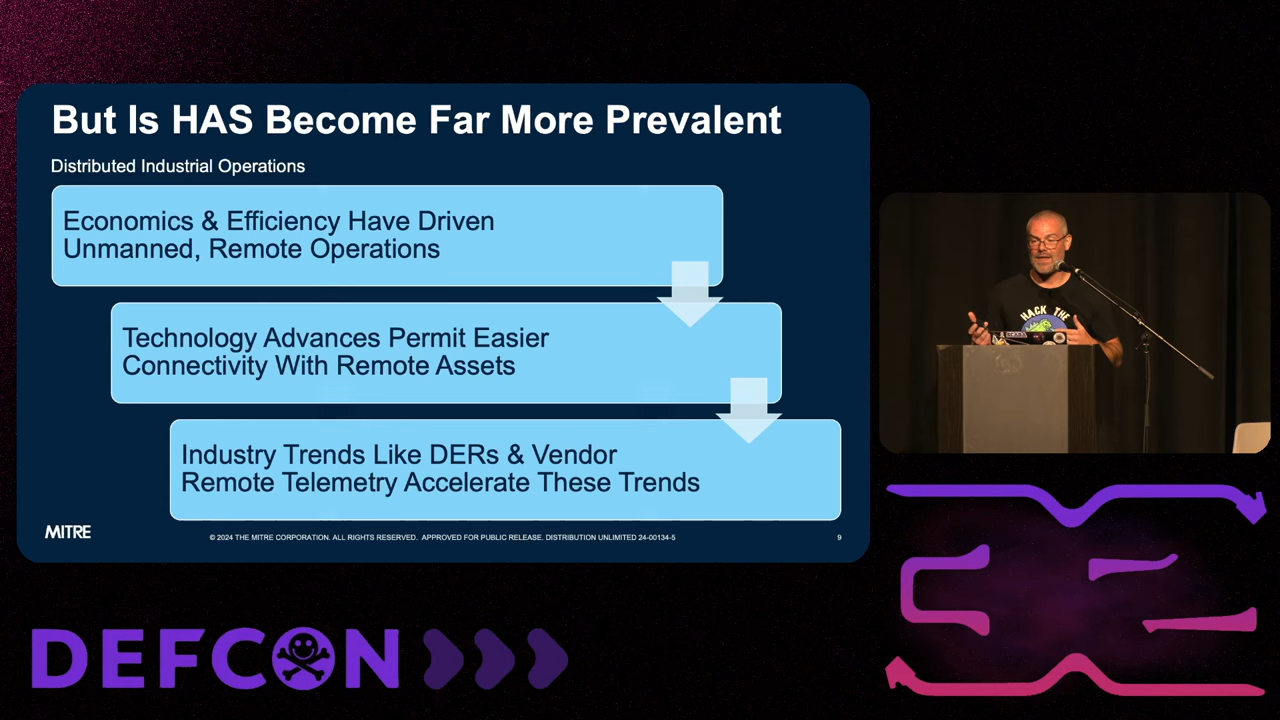 But Is HAS Become Far More Prevalent
Distributed Industrial Operations
Economics & Efficiency Have Driven
Unmanned, Remote Operations
Technology Advances Permit Easier
Connectivity With Remote Assets
Industry Trends Like DERs & Vendor
Remote Telemetry Accelerate These Trends
MITRE
© 2024 THE MITRE CORPORATION. ALL RIGHTS RESERVED. APPROVED FOR PUBLIC RELEASE. DISTRIBUTION UNLIMITED 24-00134-5
9
HACK THE
DEFCON